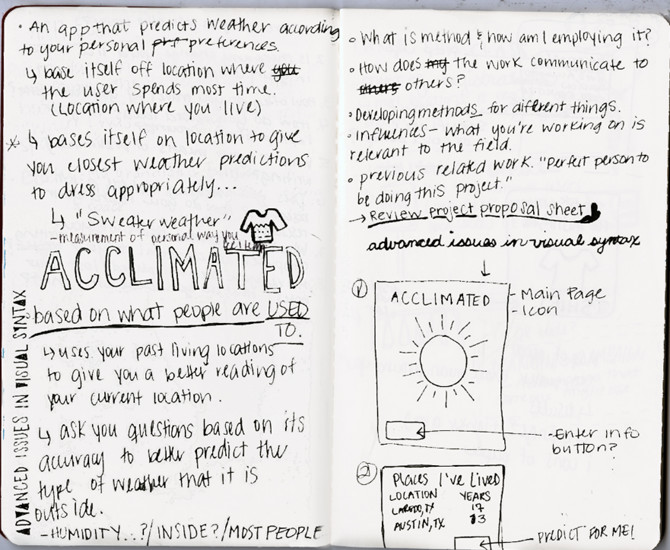 · An app that predicts weather according
to your personal preferences.
↳ base itself off location where
the user spends most time.
(Location where you live)
* ↳ bases itself on location to give
you closest weather predictions
to dress appropriately...
↳ "Sweater weather"
- measurement of personal way you
ACCLIMATED
based on what people are USED
TO.
↳ uses your past living locations
to give you a better reading of
your current location.
↳ ask you questions based on its
accuracy to better predict the
type of weather that it is
outside.
- HUMIDITY...?/INSIDE?/MOST PEOPLE
ADVANCED ISSUES IN VISUAL SYNTAX
· What is method & how am I employing it?
· How does the work communicate to
others?
· Developing methods for different things.
· Influences - what you're working on is
relevant to the field.
· previous related work. "perfect person to
be doing this project."
→ Review project proposal sheet
advanced issues in visual syntax
1
ACCLIMATED
- Main Page
- Icon
- Enter info
button?
2
Places I've Lived
LOCATION YEARS
LAREDO, TX 17
AUSTIN, TX 3
PREDICT FOR ME!